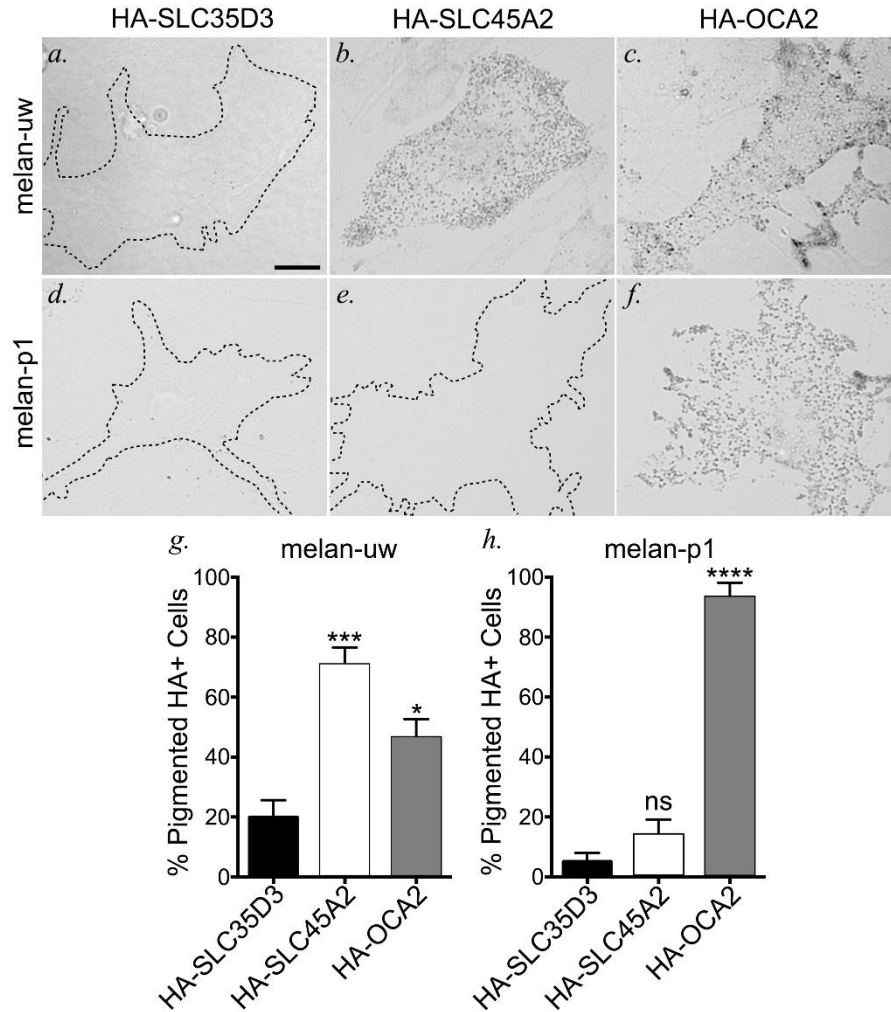 HA-SLC35D3 HA-SLC45A2 HA-OCA2
melan-uw
a. b. c.
melan-p1
d. e. f.
g. melan-uw
% Pigmented HA+ Cells
100
80
60
40
20
0
***
*
HA-SLC35D3
HA-SLC45A2
HA-OCA2
h. melan-p1
% Pigmented HA+ Cells
100
80
60
40
20
0
ns
****
HA-SLC35D3
HA-SLC45A2
HA-OCA2